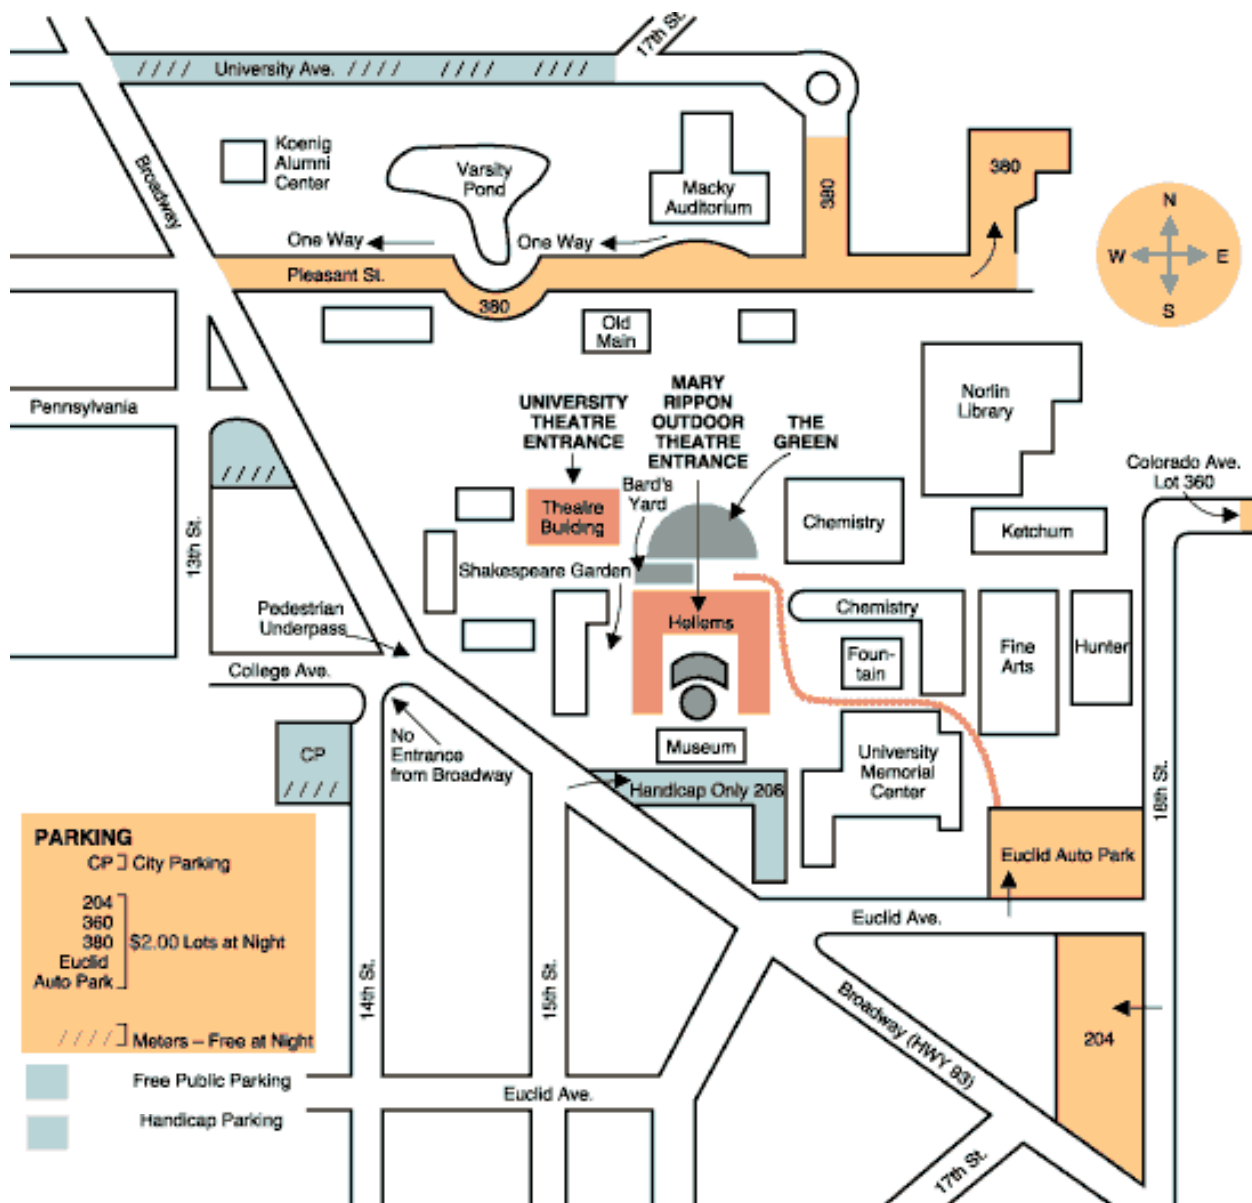 17th St.
University Ave.
Koenig
Alumni
Center
Varsity
Pond
Macky
Auditorium
380
380
N
W E
S
Broadway
One Way
One Way
Pleasant St.
380
Old
Main
Norlin
Library
Pennsylvania
UNIVERSITY
THEATRE
ENTRANCE
MARY
RIPPON
OUTDOOR
THEATRE
ENTRANCE
THE
GREEN
Colorado Ave.
Lot 360
Bard's
Yard
Theatre
Building
Chemistry
Ketchum
13th St.
Shakespeare Garden
Pedestrian
Underpass
Hellems
Chemistry
Foun-
tain
Fine
Arts
Hunter
College Ave.
No
Entrance
from Broadway
CP
Museum
University
Memorial
Center
Handicap Only 206
18th St.
PARKING
CP City Parking
204
360
380
Euclid
Auto Park
$2.00 Lots at Night
//// Meters – Free at Night
Free Public Parking
Handicap Parking
Euclid Auto Park
Euclid Ave.
14th St.
15th St.
Broadway (HWY 93)
204
Euclid Ave.
17th St.